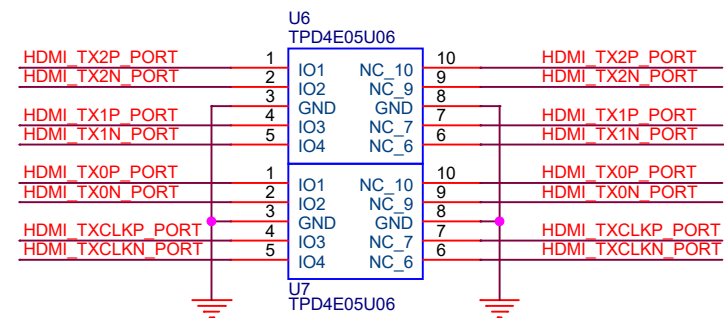 U6
TPD4E05U06
HDMI_TX2P_PORT 1 IO1 NC_10 10 HDMI_TX2P_PORT
HDMI_TX2N_PORT 2 IO2 NC_9 9 HDMI_TX2N_PORT
3 GND GND 8
HDMI_TX1P_PORT 4 IO3 NC_7 7 HDMI_TX1P_PORT
HDMI_TX1N_PORT 5 IO4 NC_6 6 HDMI_TX1N_PORT
HDMI_TX0P_PORT 1 IO1 NC_10 10 HDMI_TX0P_PORT
HDMI_TX0N_PORT 2 IO2 NC_9 9 HDMI_TX0N_PORT
3 GND GND 8
HDMI_TXCLKP_PORT 4 IO3 NC_7 7 HDMI_TXCLKP_PORT
HDMI_TXCLKN_PORT 5 IO4 NC_6 6 HDMI_TXCLKN_PORT
U7
TPD4E05U06